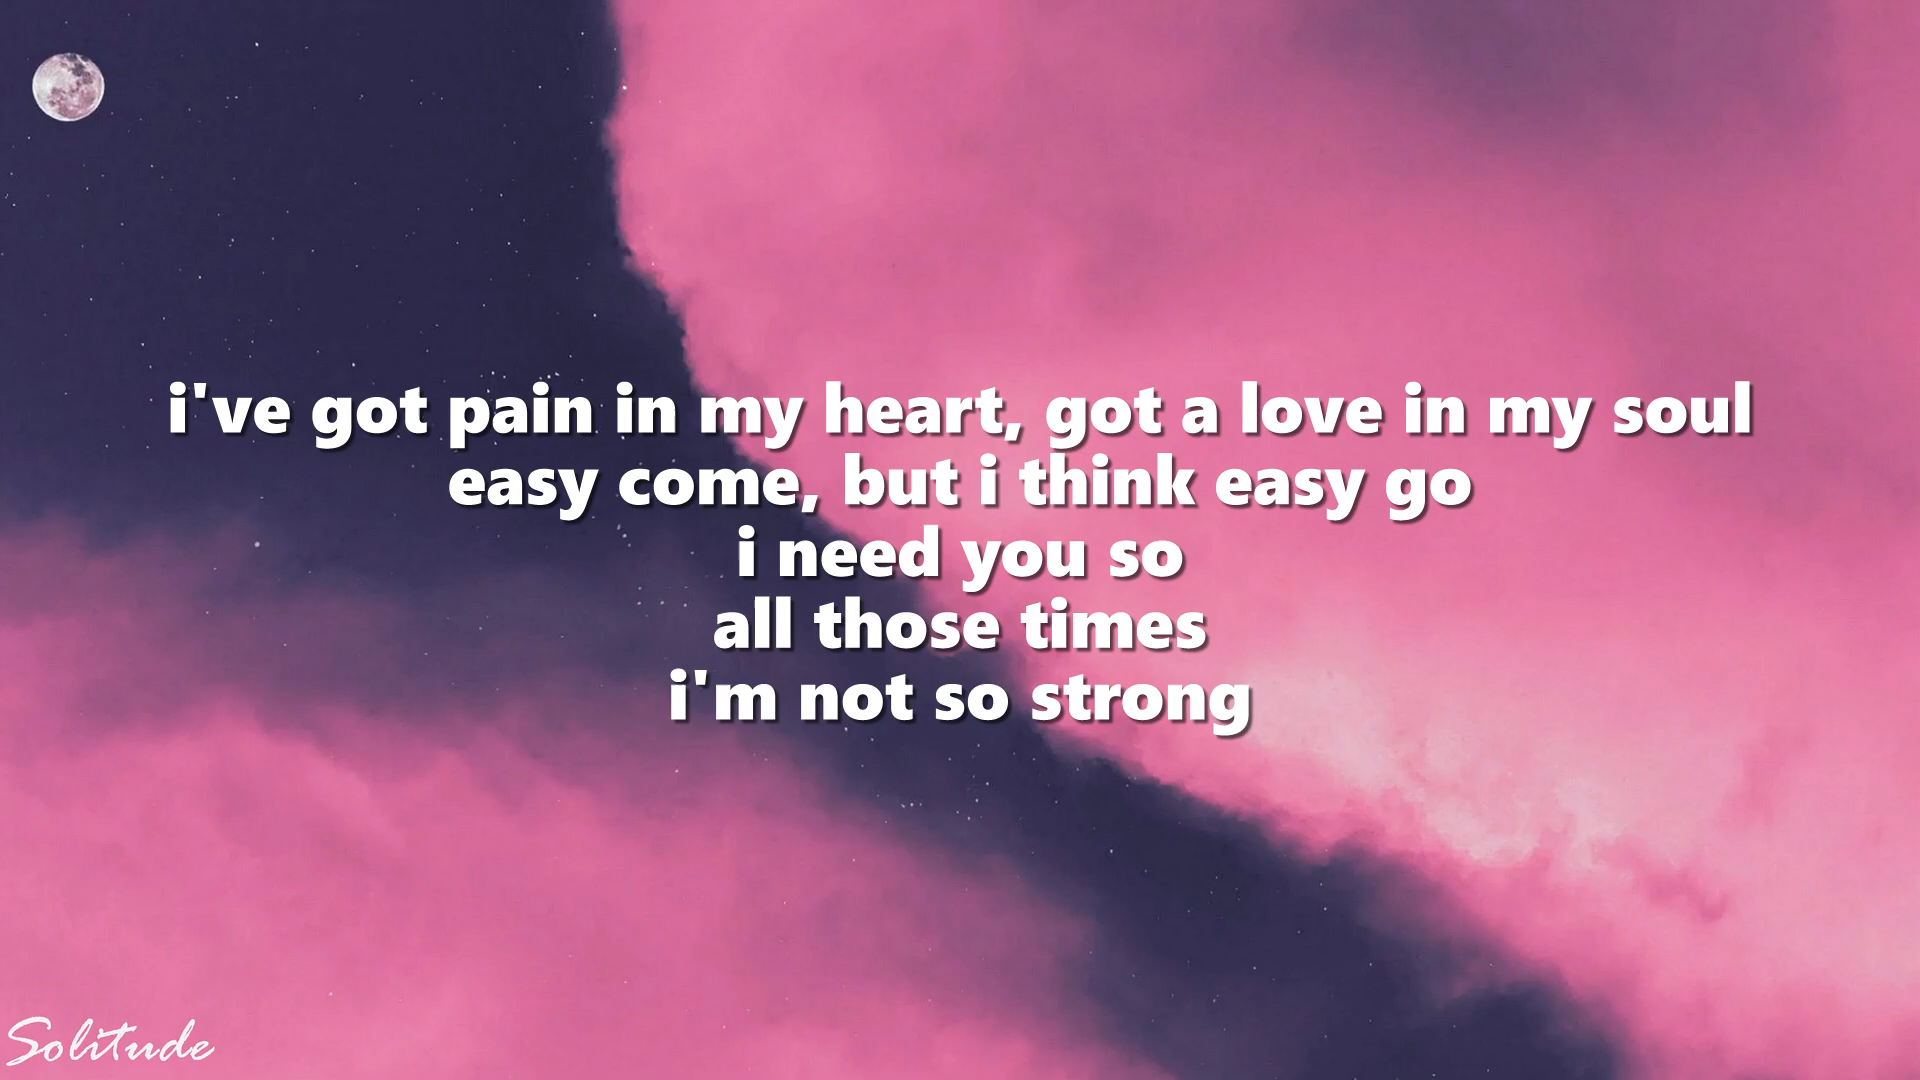 i've got pain in my heart, got a love in my soul
easy come, but i think easy go
i need you so
all those times
i'm not so strong
Solitude